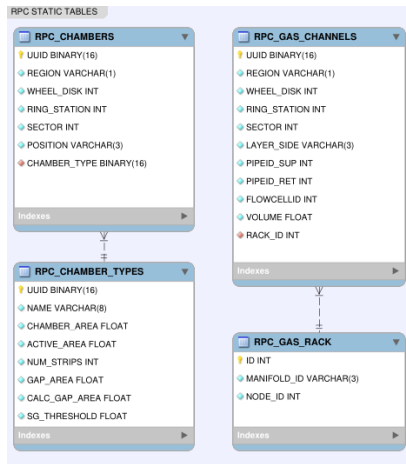 RPC STATIC TABLES
RPC_CHAMBERS
UUID BINARY(16)
REGION VARCHAR(1)
WHEEL_DISK INT
RING_STATION INT
SECTOR INT
POSITION VARCHAR(3)
CHAMBER_TYPE BINARY(16)
Indexes
RPC_CHAMBER_TYPES
UUID BINARY(16)
NAME VARCHAR(8)
CHAMBER_AREA FLOAT
ACTIVE_AREA FLOAT
NUM_STRIPS INT
GAP_AREA FLOAT
CALC_GAP_AREA FLOAT
SG_THRESHOLD FLOAT
Indexes
RPC_GAS_CHANNELS
UUID BINARY(16)
REGION VARCHAR(1)
WHEEL_DISK INT
RING_STATION INT
SECTOR INT
LAYER_SIDE VARCHAR(3)
PIPEID_SUP INT
PIPEID_RET INT
FLOWCELLID INT
VOLUME FLOAT
RACK_ID INT
Indexes
RPC_GAS_RACK
ID INT
MANIFOLD_ID VARCHAR(3)
NODE_ID INT
Indexes